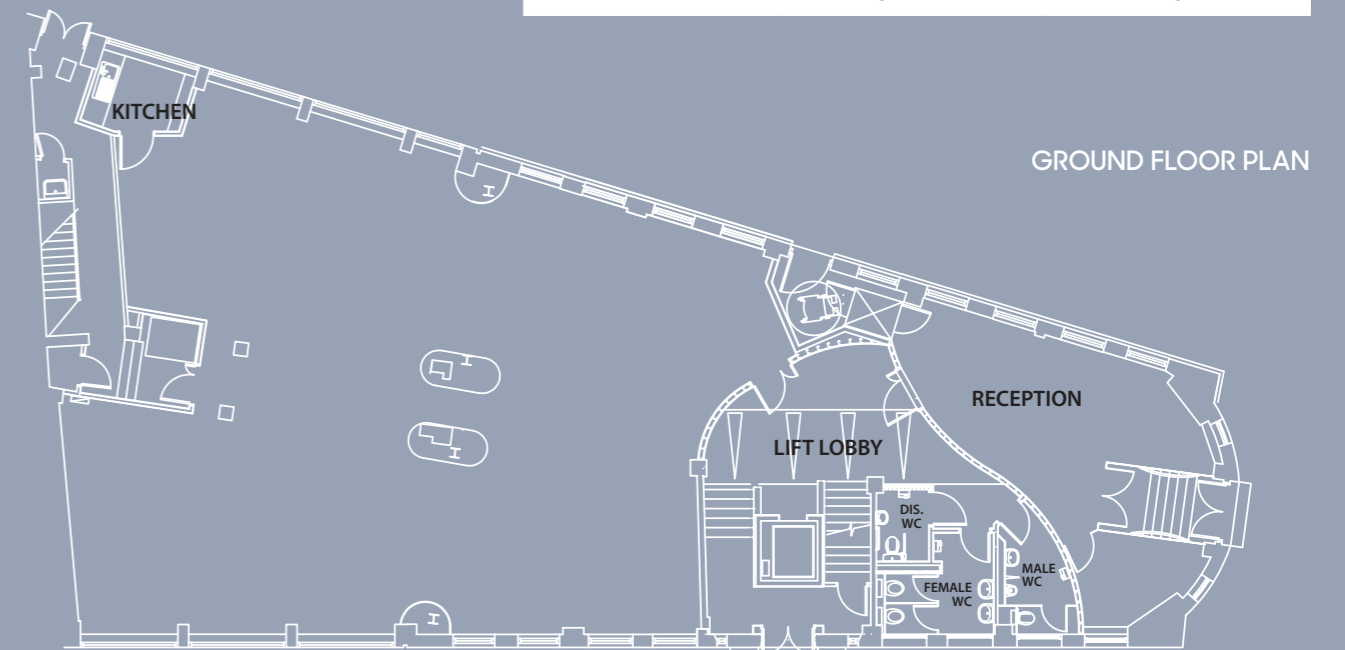 KITCHEN
GROUND FLOOR PLAN
RECEPTION
LIFT LOBBY
DIS.
WC
MALE
WC
FEMALE
WC